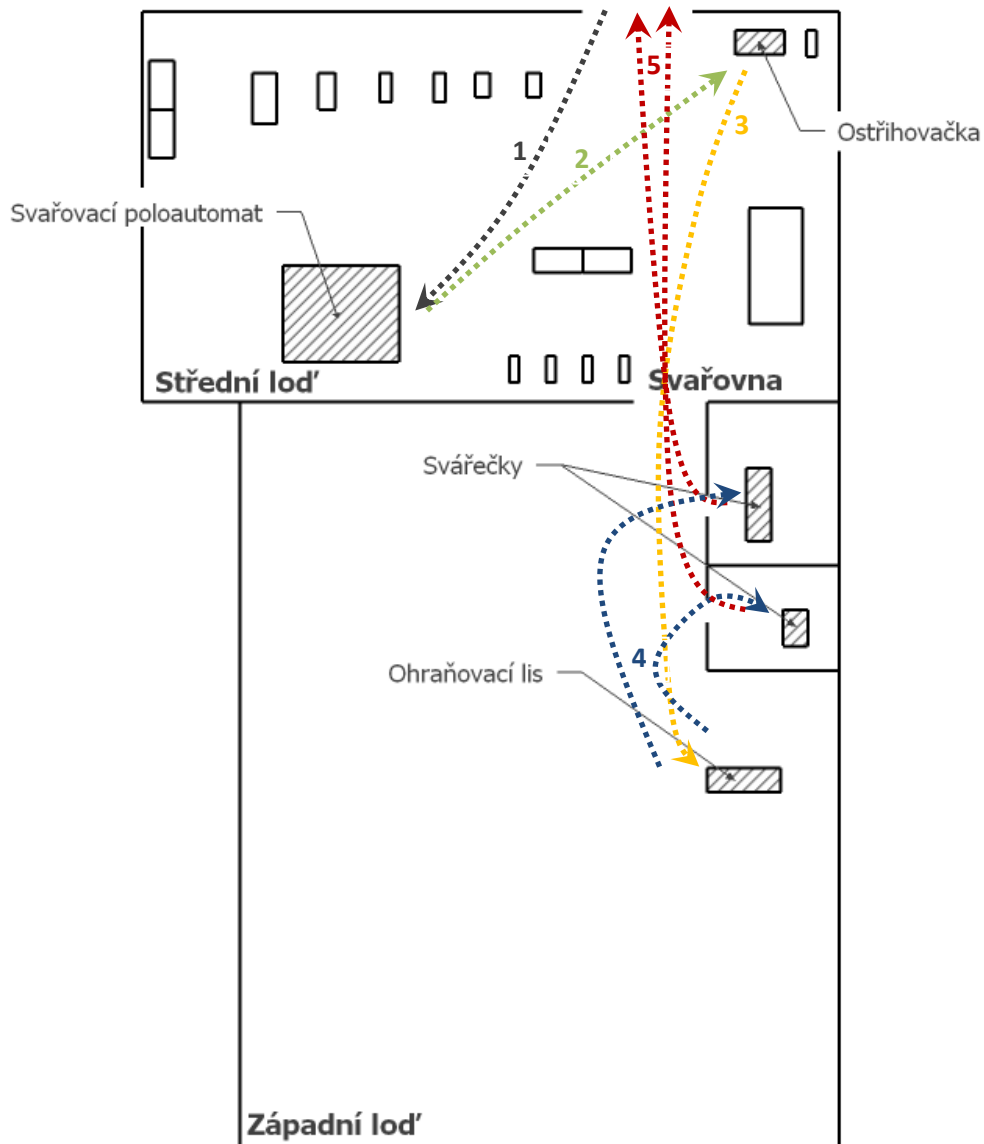 5
3
Ostřihovačka
1
2
Svařovací poloautomat
Střední loď
Svařovna
Svářečky
4
Ohraňovací lis
Západní loď